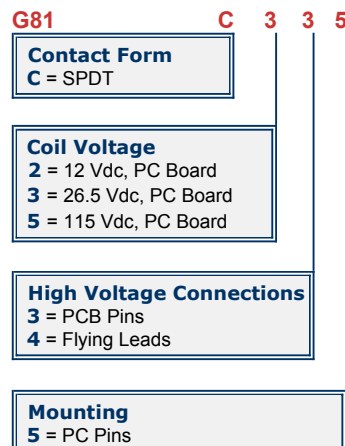 G81 C 3 3 5
Contact Form
C = SPDT
Coil Voltage
2 = 12 Vdc, PC Board
3 = 26.5 Vdc, PC Board
5 = 115 Vdc, PC Board
High Voltage Connections
3 = PCB Pins
4 = Flying Leads
Mounting
5 = PC Pins